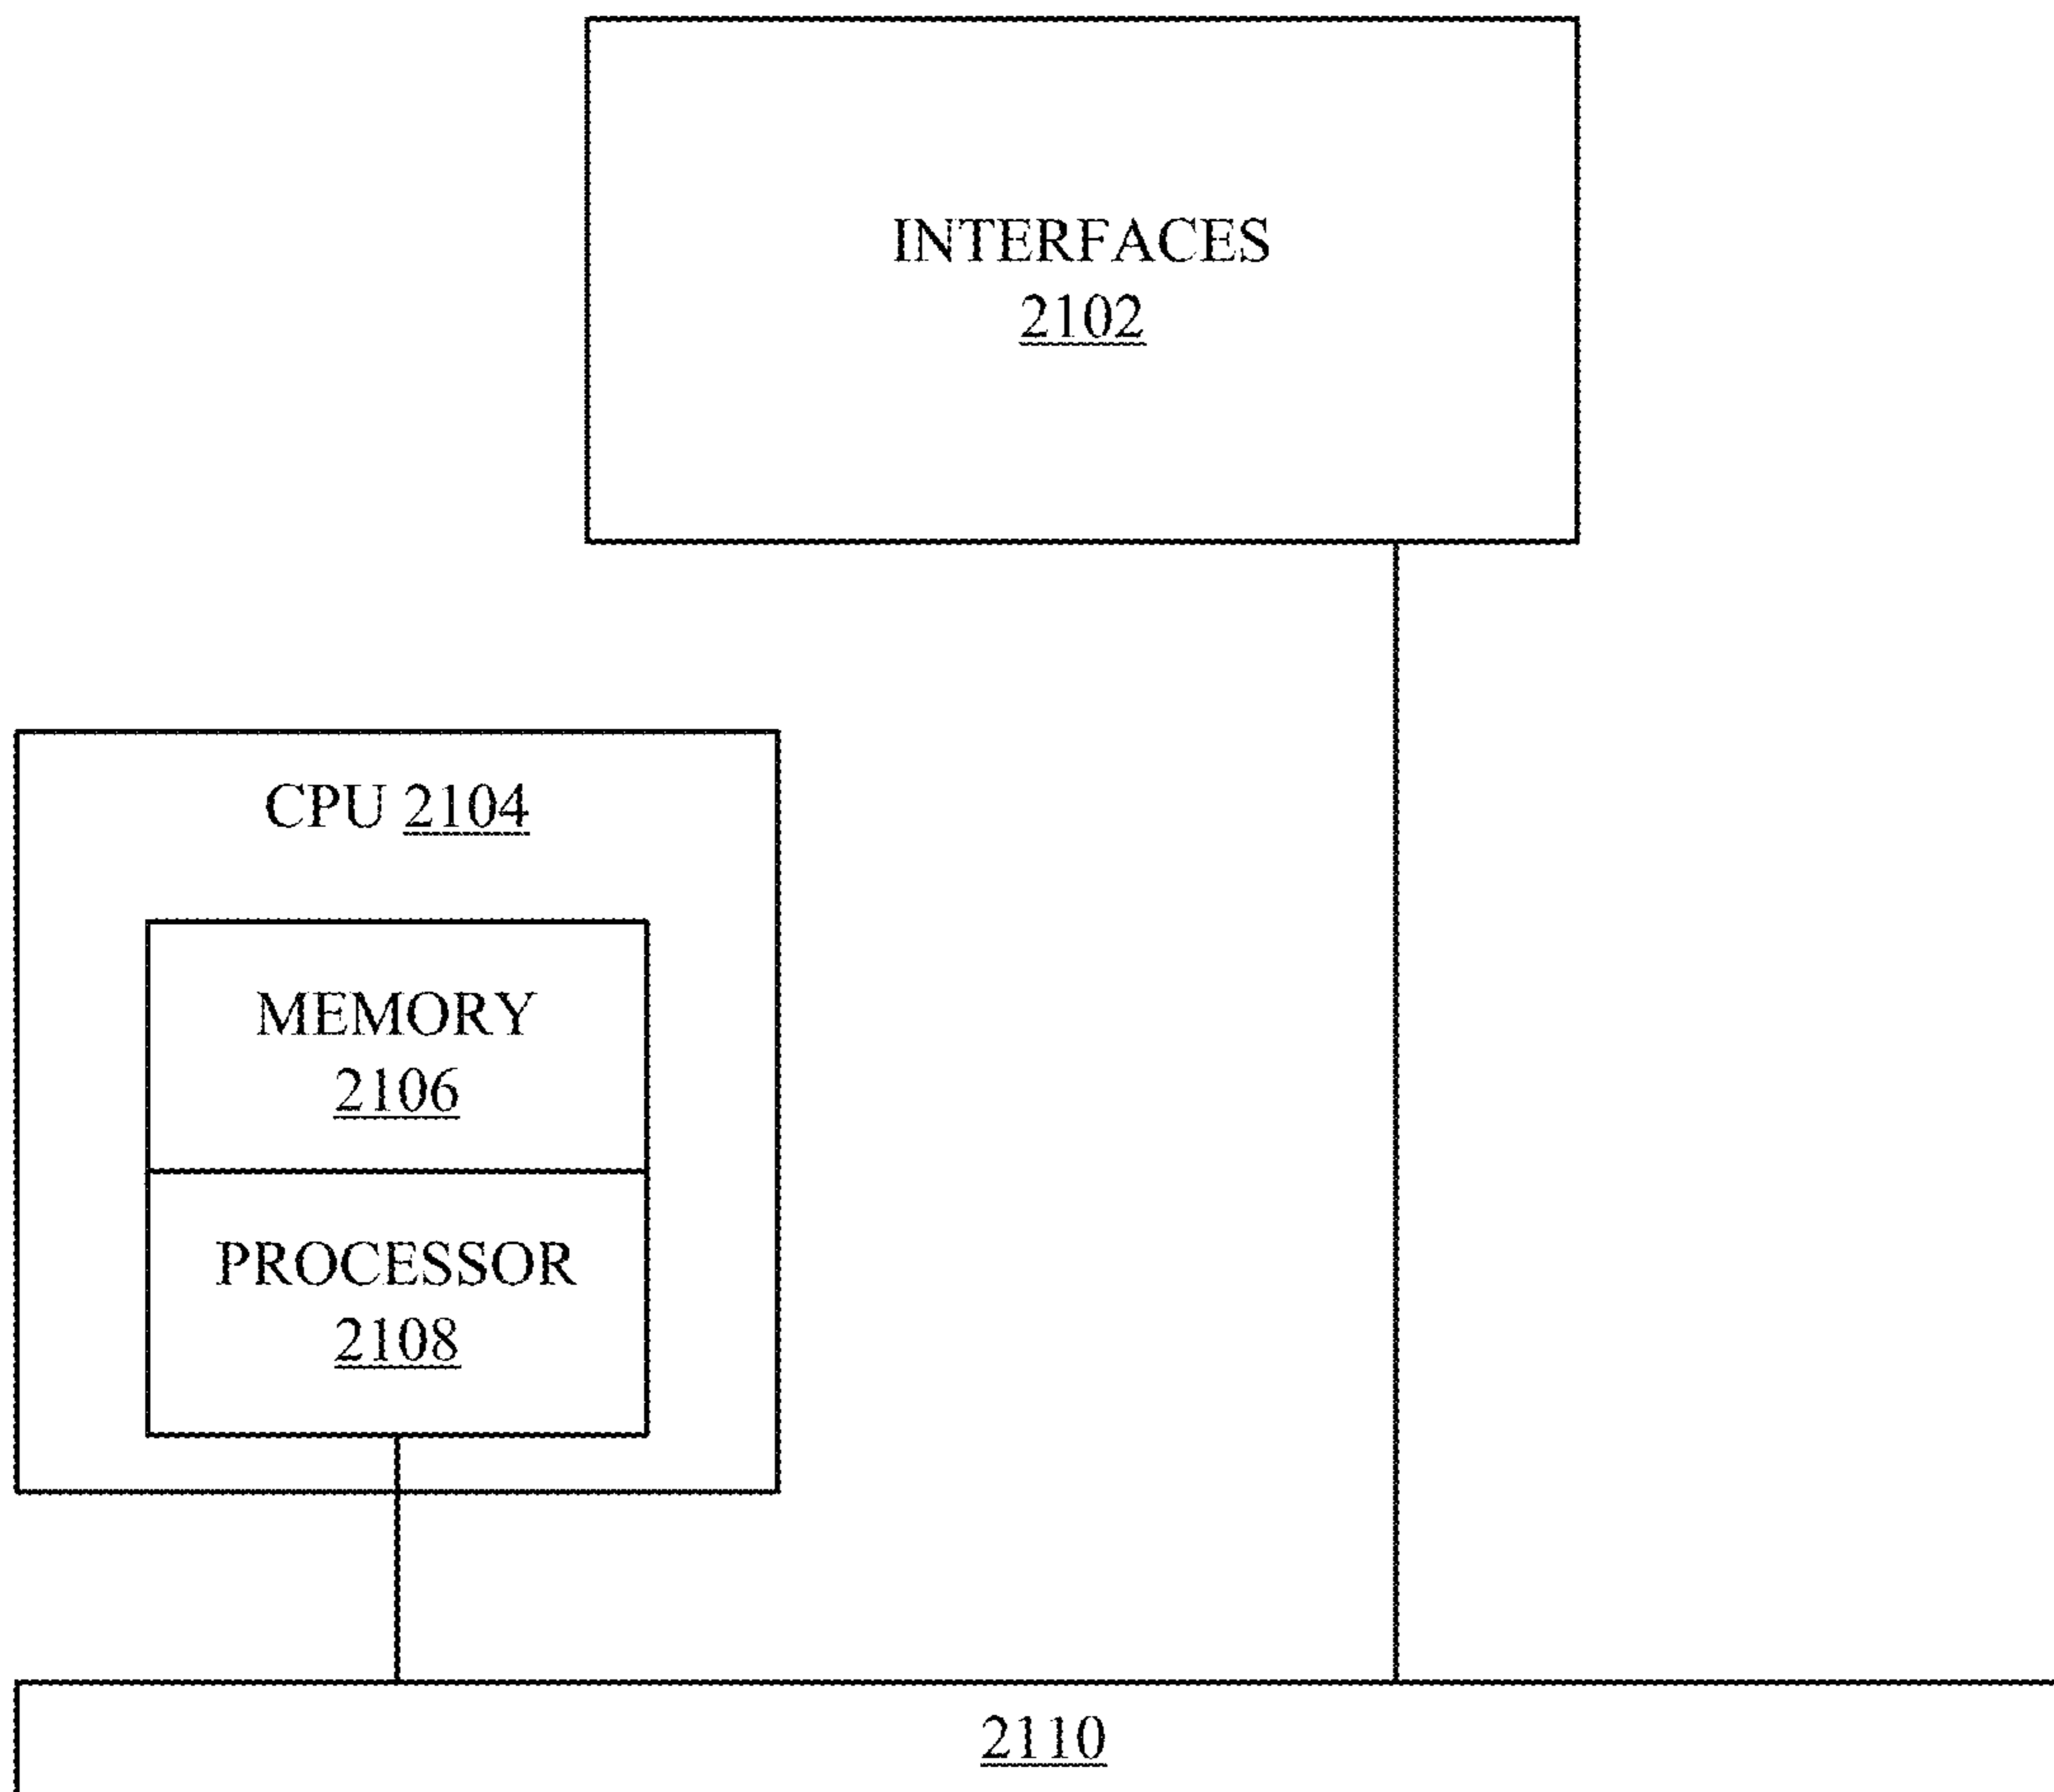 INTERFACES
2102
CPU 2104
MEMORY
2106
PROCESSOR
2108
2110